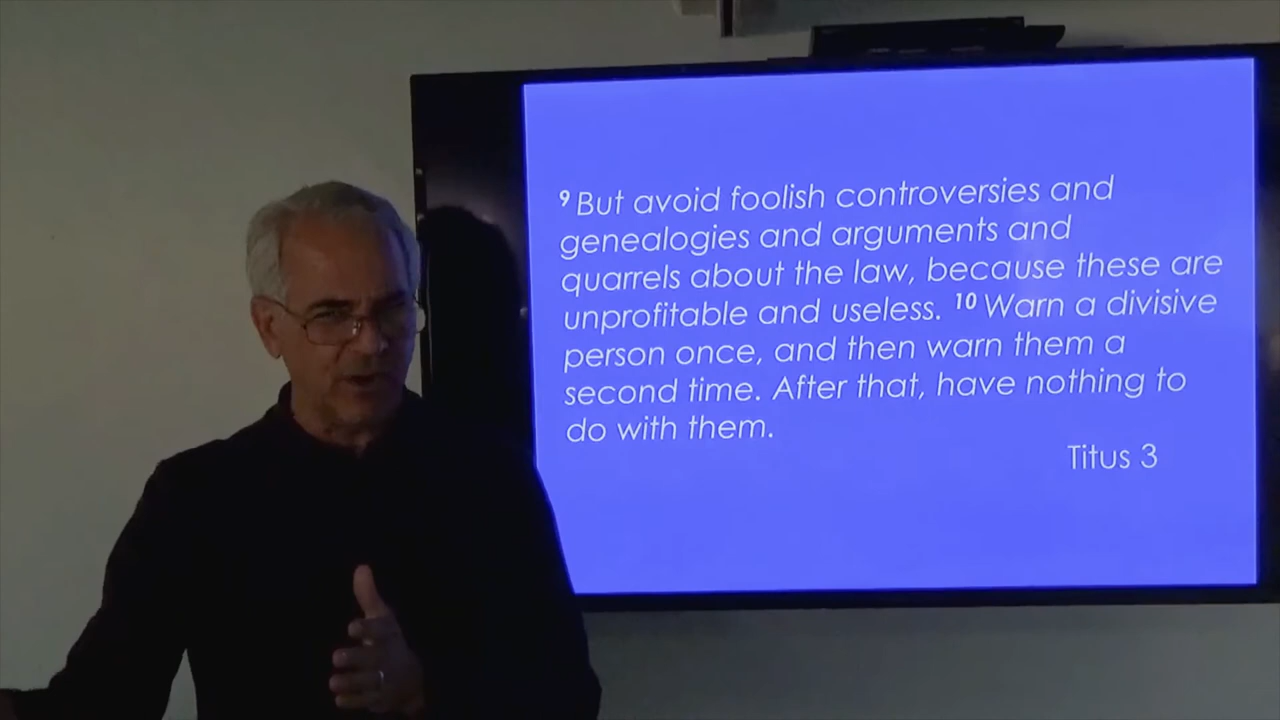 ⁹ But avoid foolish controversies and
genealogies and arguments and
quarrels about the law, because these are
unprofitable and useless. ¹⁰ Warn a divisive
person once, and then warn them a
second time. After that, have nothing to
do with them.
Titus 3